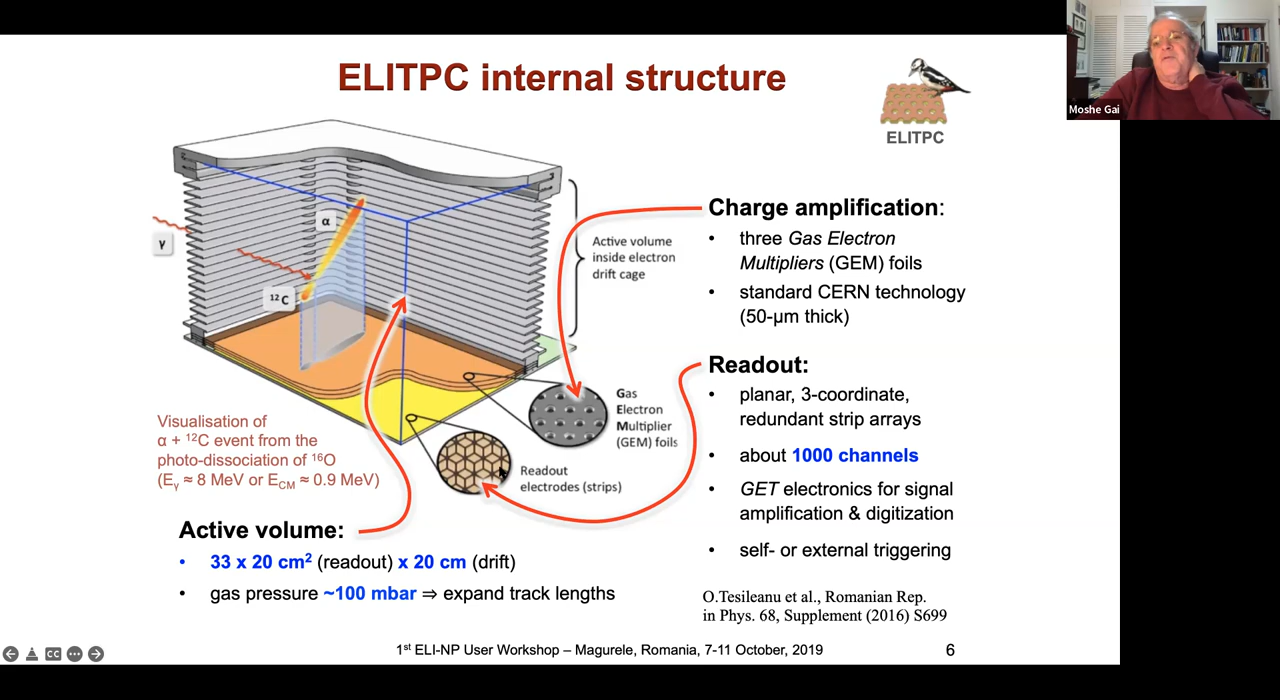 ELITPC internal structure
ELITPC
Moshe Gai
γ
α
12C
Active volume
inside electron
drift cage
Gas
Electron
Multiplier
(GEM) foils
Readout
electrodes (strips)
Visualisation of
α + 12C event from the
photo-dissociation of 16O
(Eγ ≈ 8 MeV or ECM ≈ 0.9 MeV)
Active volume:
• 33 x 20 cm2 (readout) x 20 cm (drift)
• gas pressure ~100 mbar ⇒ expand track lengths
Charge amplification:
• three Gas Electron
Multipliers (GEM) foils
• standard CERN technology
(50-μm thick)
Readout:
• planar, 3-coordinate,
redundant strip arrays
• about 1000 channels
• GET electronics for signal
amplification & digitization
• self- or external triggering
O.Tesileanu et al., Romanian Rep.
in Phys. 68, Supplement (2016) S699
1st ELI-NP User Workshop – Magurele, Romania, 7-11 October, 2019
6
CC